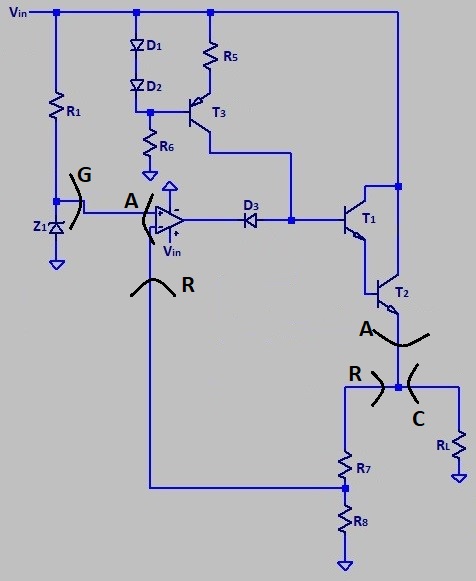 Vin
D1
R5
R1
D2
T3
R6
G
A
+
-
Z1
-
+
Vin
D3
T1
R
T2
A
R
C
RL
R7
R8